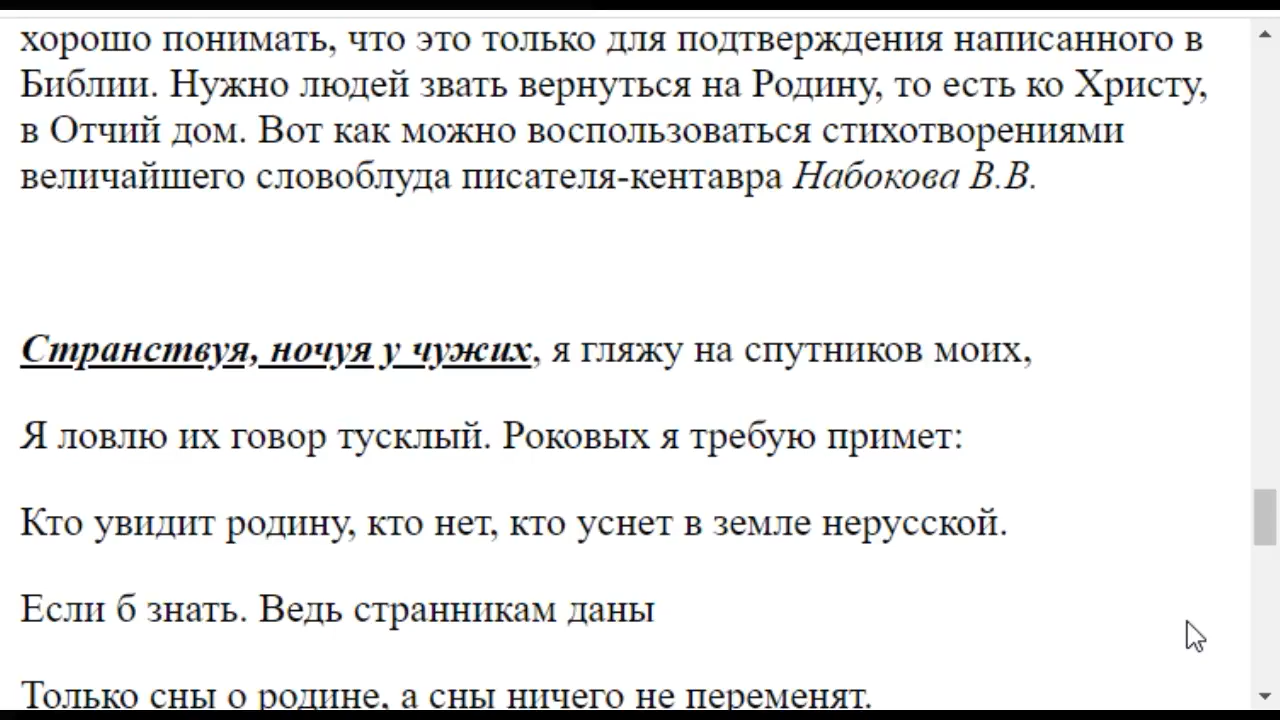 хорошо понимать, что это только для подтверждения написанного в
Библии. Нужно людей звать вернуться на Родину, то есть ко Христу,
в Отчий дом. Вот как можно воспользоваться стихотворениями
величайшего словоблуда писателя-кентавра Набокова В.В.
Странствуя, ночуя у чужих, я гляжу на спутников моих,
Я ловлю их говор тусклый. Роковых я требую примет:
Кто увидит родину, кто нет, кто уснет в земле нерусской.
Если б знать. Ведь странникам даны
Только сны о родине, а сны ничего не переменят.